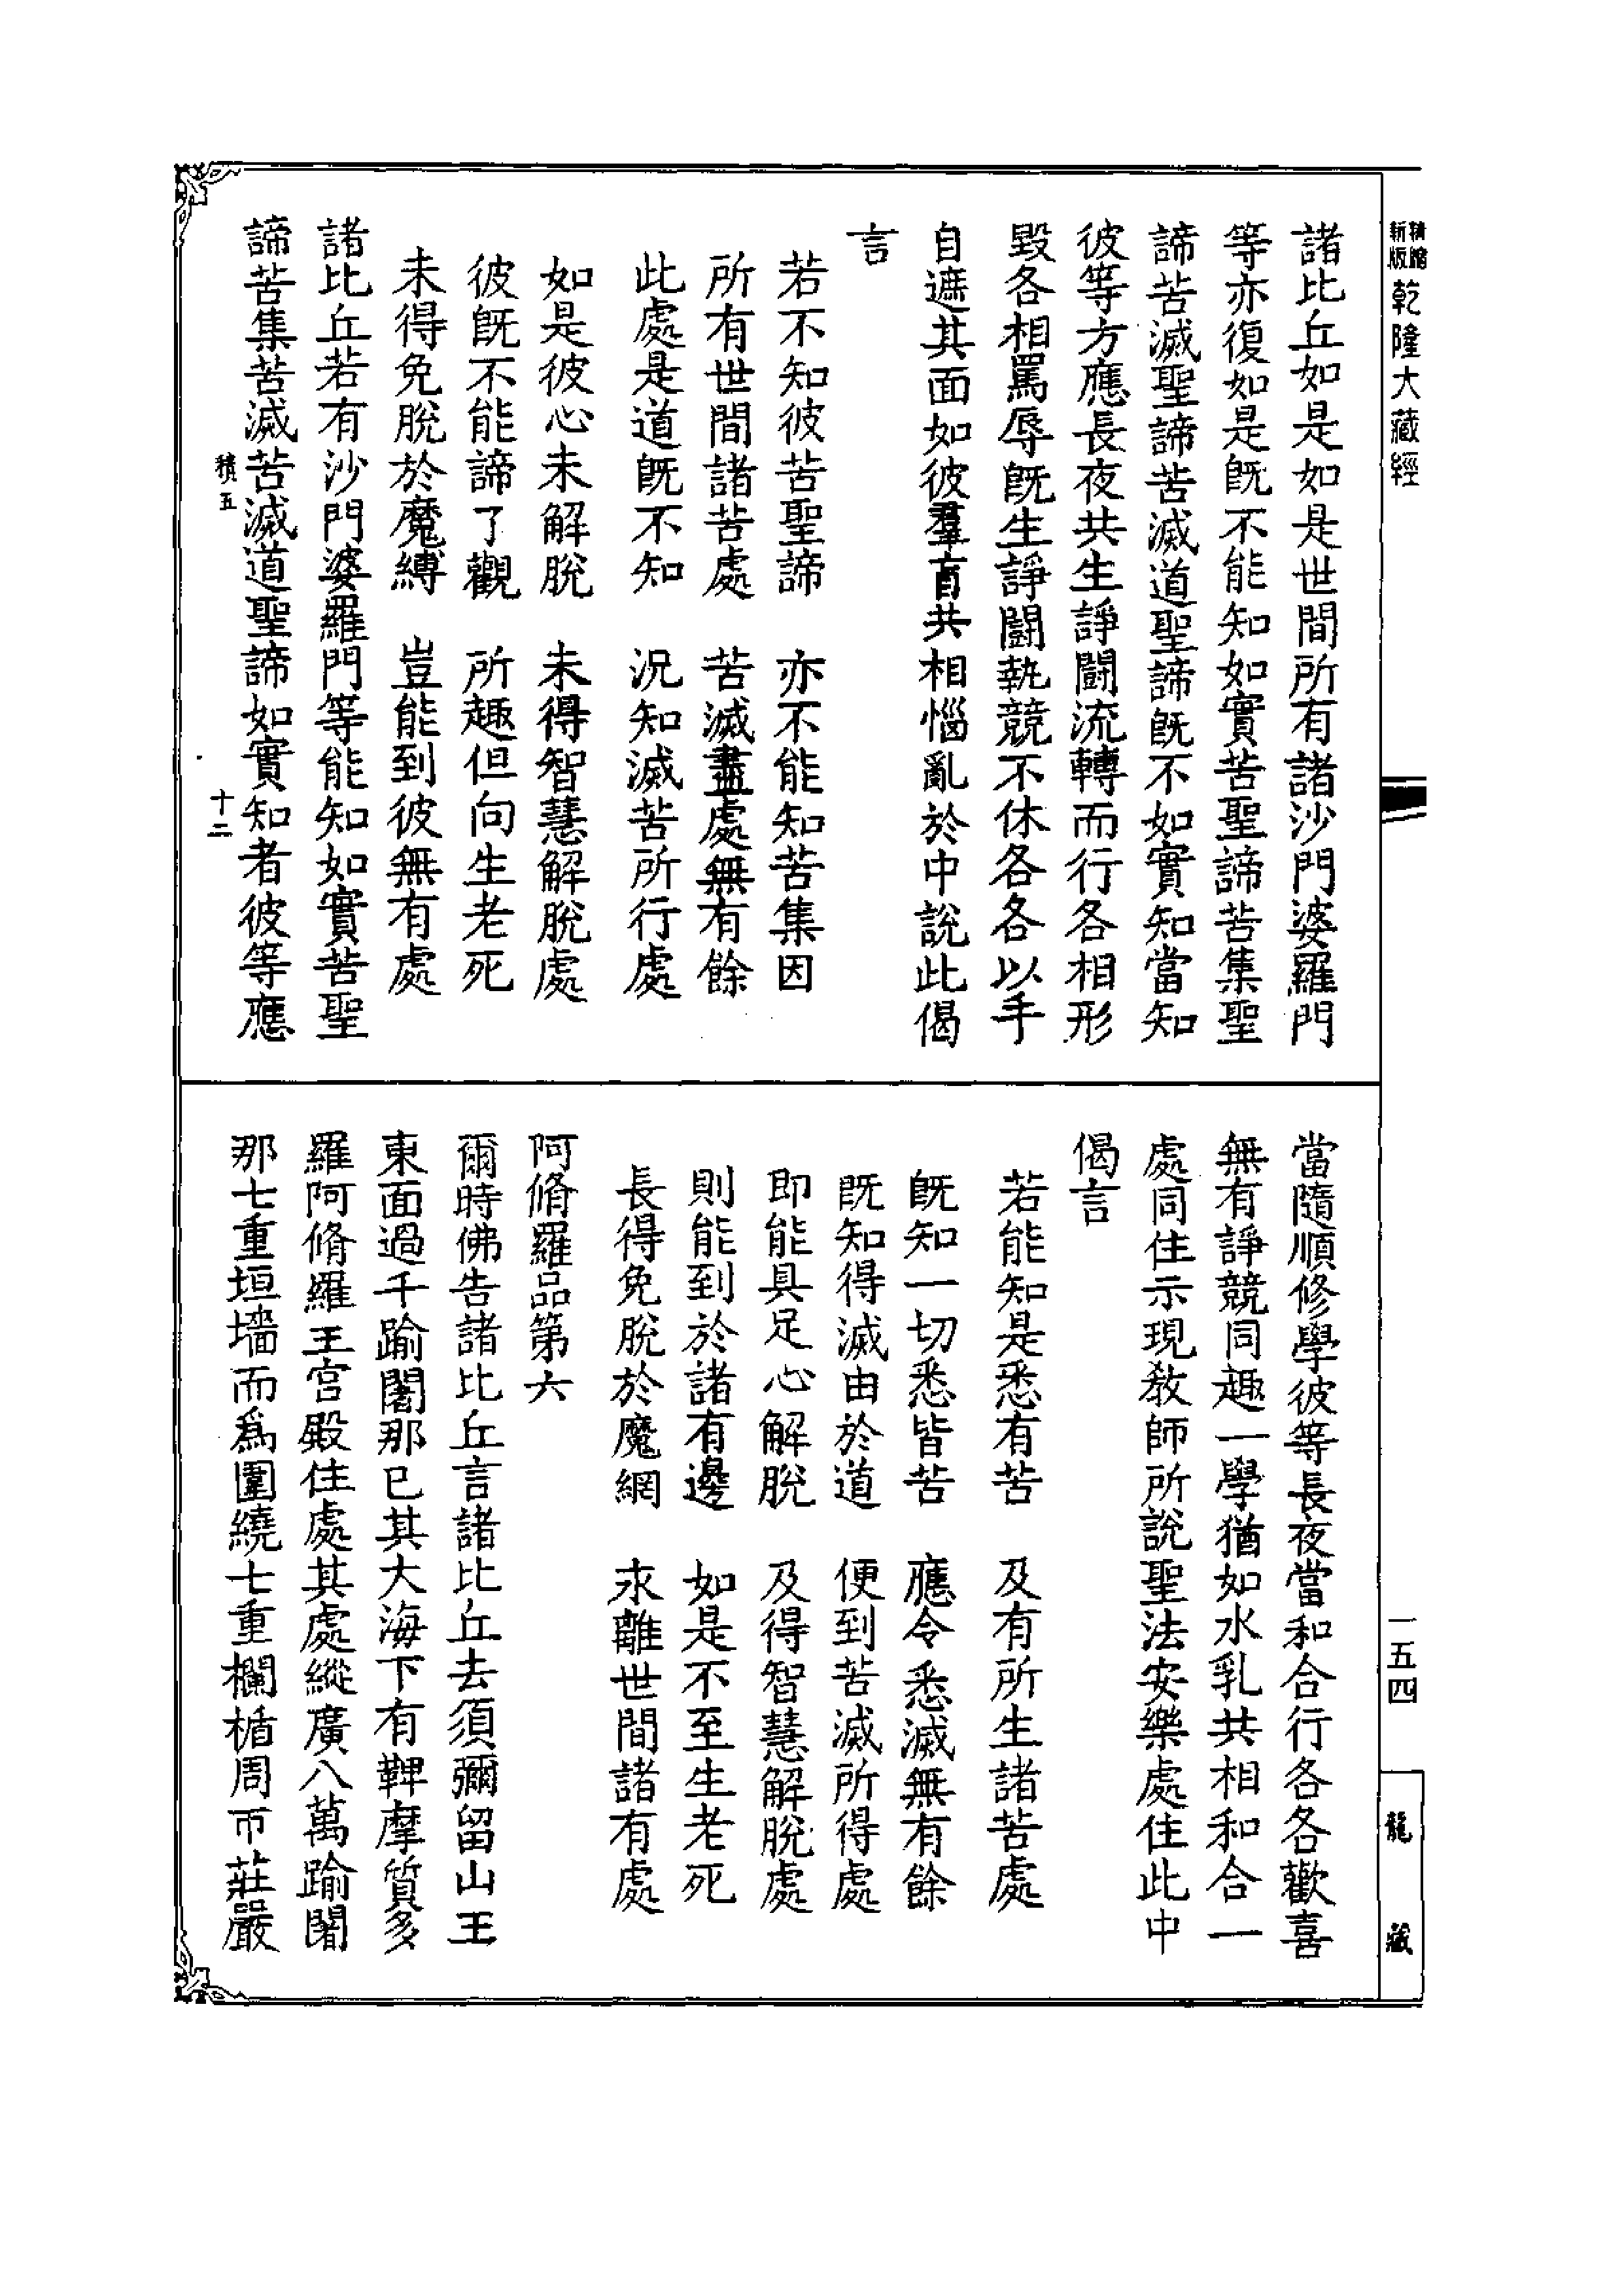 精縮新版乾隆大藏經
諸比丘如是如是世間所有諸沙門婆羅門
等亦復如是旣不能知如實苦聖諦苦集聖
諦苦滅聖諦苦滅道聖諦旣不如實知當知
彼等方應長夜共生諍鬭流轉而行各相形
毀各相罵辱旣生諍鬭執競不休各各以手
自遮其面如彼羣盲共相惱亂於中說此偈
言
若不知彼苦聖諦　亦不能知苦集因
所有世間諸苦處　苦滅盡處無有餘
此處是道旣不知　況知滅苦所行處
如是彼心未解脫　未得智慧解脫處
彼旣不能諦了觀　所趣但向生老死
未得免脫於魔縛　豈能到彼無有處
諸比丘若有沙門婆羅門等能知如實苦聖
諦苦集苦滅苦滅道聖諦如實知者彼等應
積五　十二
當隨順修學彼等長夜當和合行各各歡喜
無有諍競同趣一學猶如水乳共相和合一
處同住示現教師所說聖法安樂處住此中
偈言
若能知是悉有苦　及有所生諸苦處
旣知一切悉皆苦　應令悉滅無有餘
旣知得滅由於道　便到苦滅所得處
即能具足心解脫　及得智慧解脫處
則能到於諸有邊　如是不至生老死
長得免脫於魔網　永離世間諸有處
阿脩羅品第六
爾時佛告諸比丘言諸比丘去須彌留山王
東面過千踰闍那已其大海下有鞞摩質多
羅阿脩羅王宮殿住處其處縱廣八萬踰闍
那七重垣墻而爲圍繞七重欄楯周帀莊嚴
一五四
龍藏